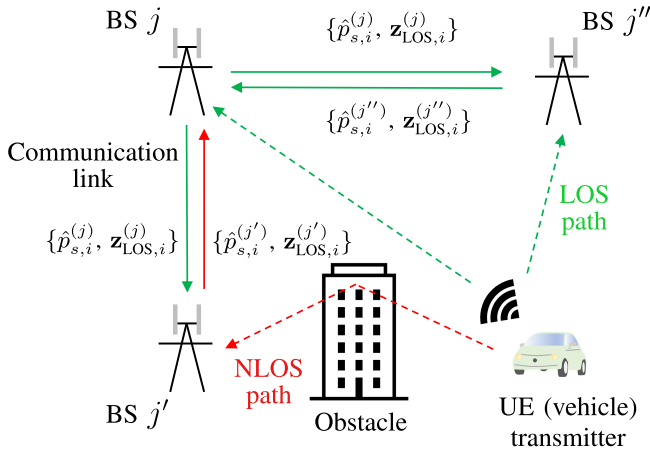 BS j
BS j''
{p̂_{s,i}^{(j)}, z_{LOS,i}^{(j)}}
{p̂_{s,i}^{(j'')}, z_{LOS,i}^{(j'')}}
Communication
link
LOS
path
{p̂_{s,i}^{(j)}, z_{LOS,i}^{(j)}}
{p̂_{s,i}^{(j')}, z_{LOS,i}^{(j')}}
NLOS
path
BS j'
Obstacle
UE (vehicle)
transmitter